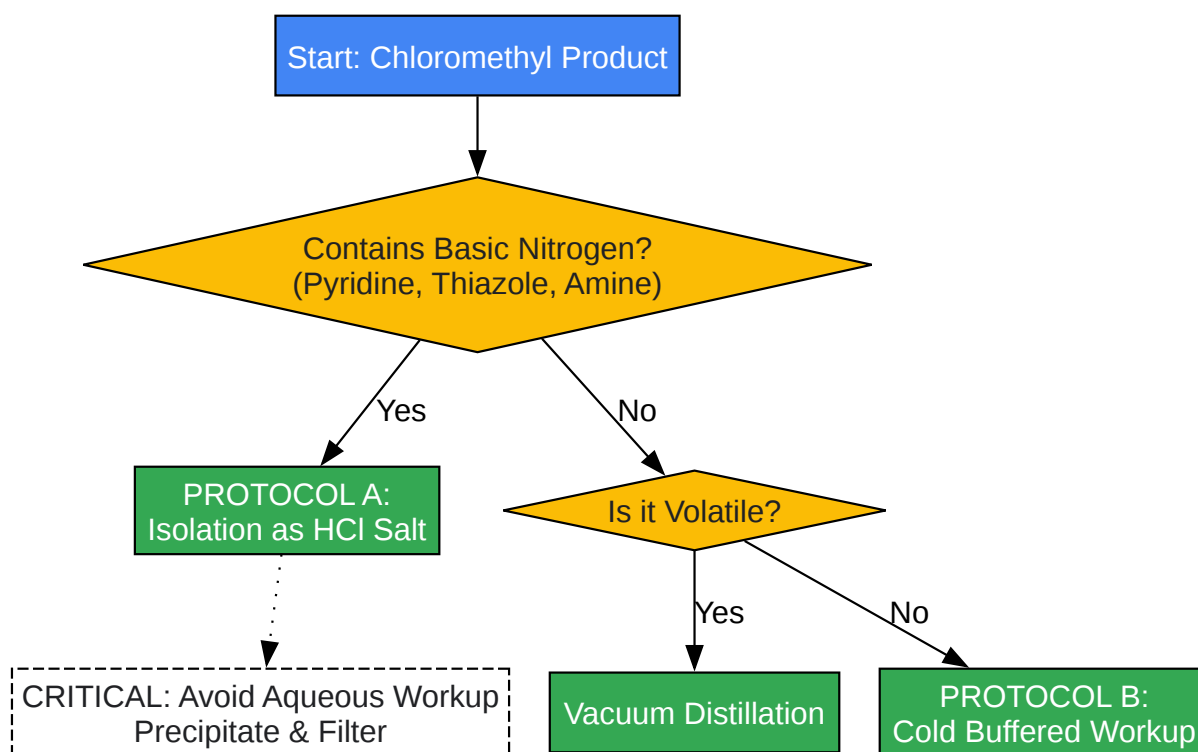 Start: Chloromethyl Product
Contains Basic Nitrogen?
(Pyridine, Thiazole, Amine)
Yes
No
PROTOCOL A:
Isolation as HCl Salt
Is it Volatile?
Yes
No
CRITICAL: Avoid Aqueous Workup
Precipitate & Filter
Vacuum Distillation
PROTOCOL B:
Cold Buffered Workup